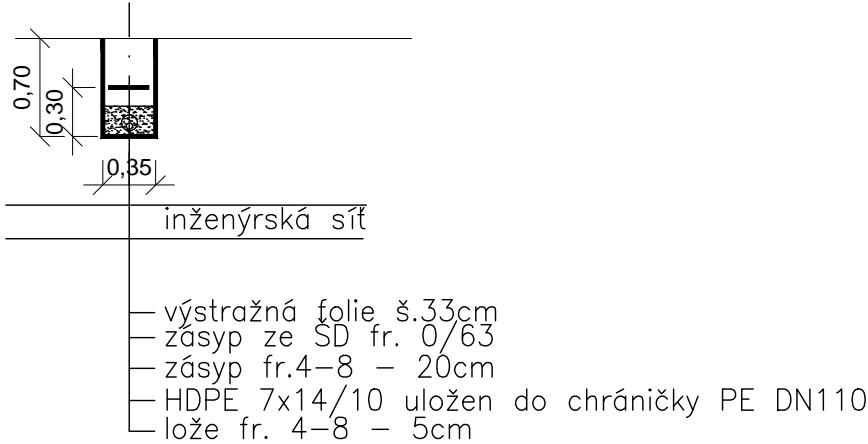 0,70
0,30
0,35
inženýrská síť
výstražná folie š.33cm
zásyp ze ŠD fr. 0/63
zásyp fr.4-8 - 20cm
HDPE 7x14/10 uložen do chráničky PE DN110
lože fr. 4-8 - 5cm